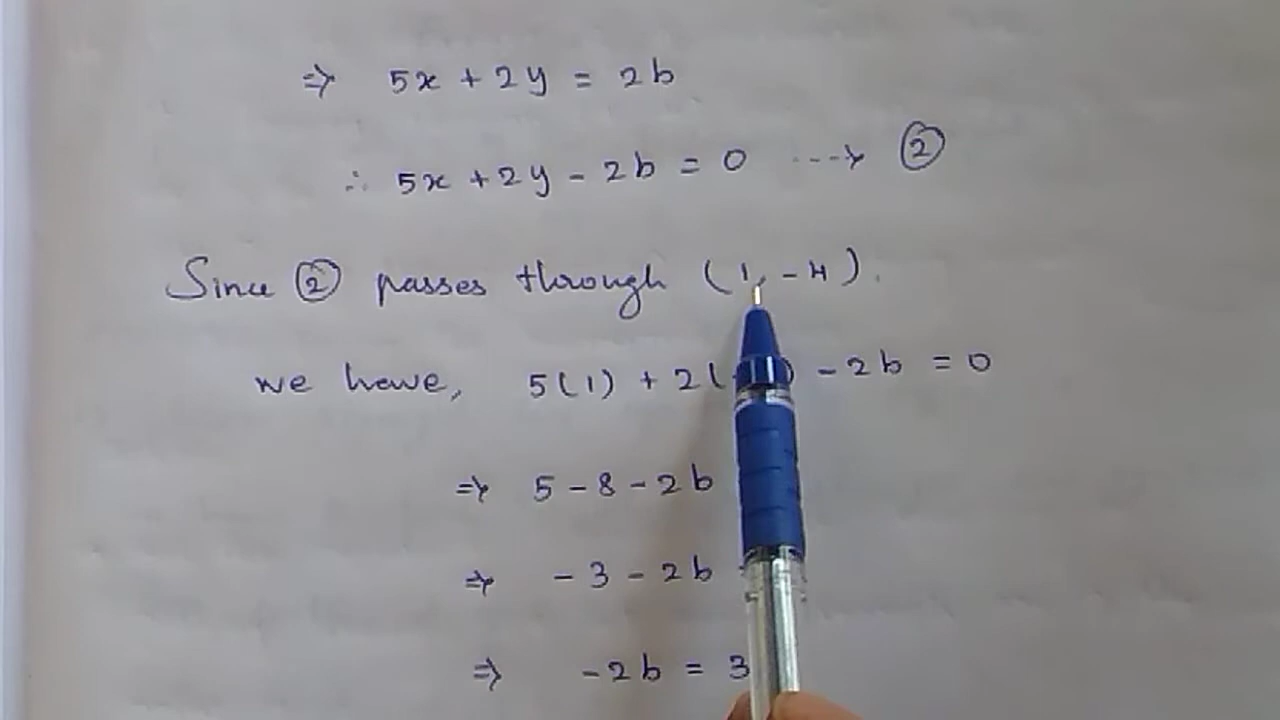 ⇒ 5x + 2y = 2b
∴ 5x + 2y - 2b = 0 ---→ ②
Since ② passes through (1, -4).
we have, 5(1) + 2( ) - 2b = 0
⇒ 5 - 8 - 2b
⇒ -3 - 2b
⇒ -2b = 3